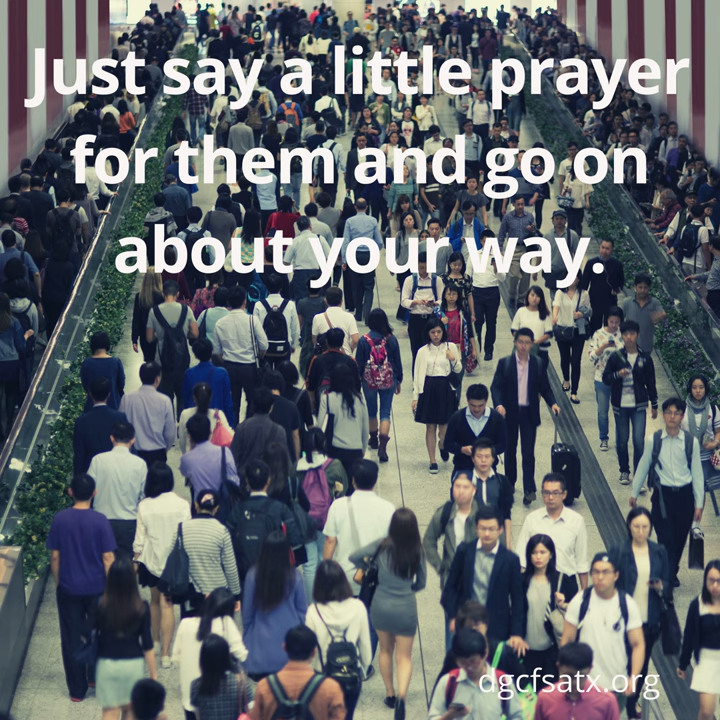 Just say a little prayer
for them and go on
about your way.
dgcfsatx.org